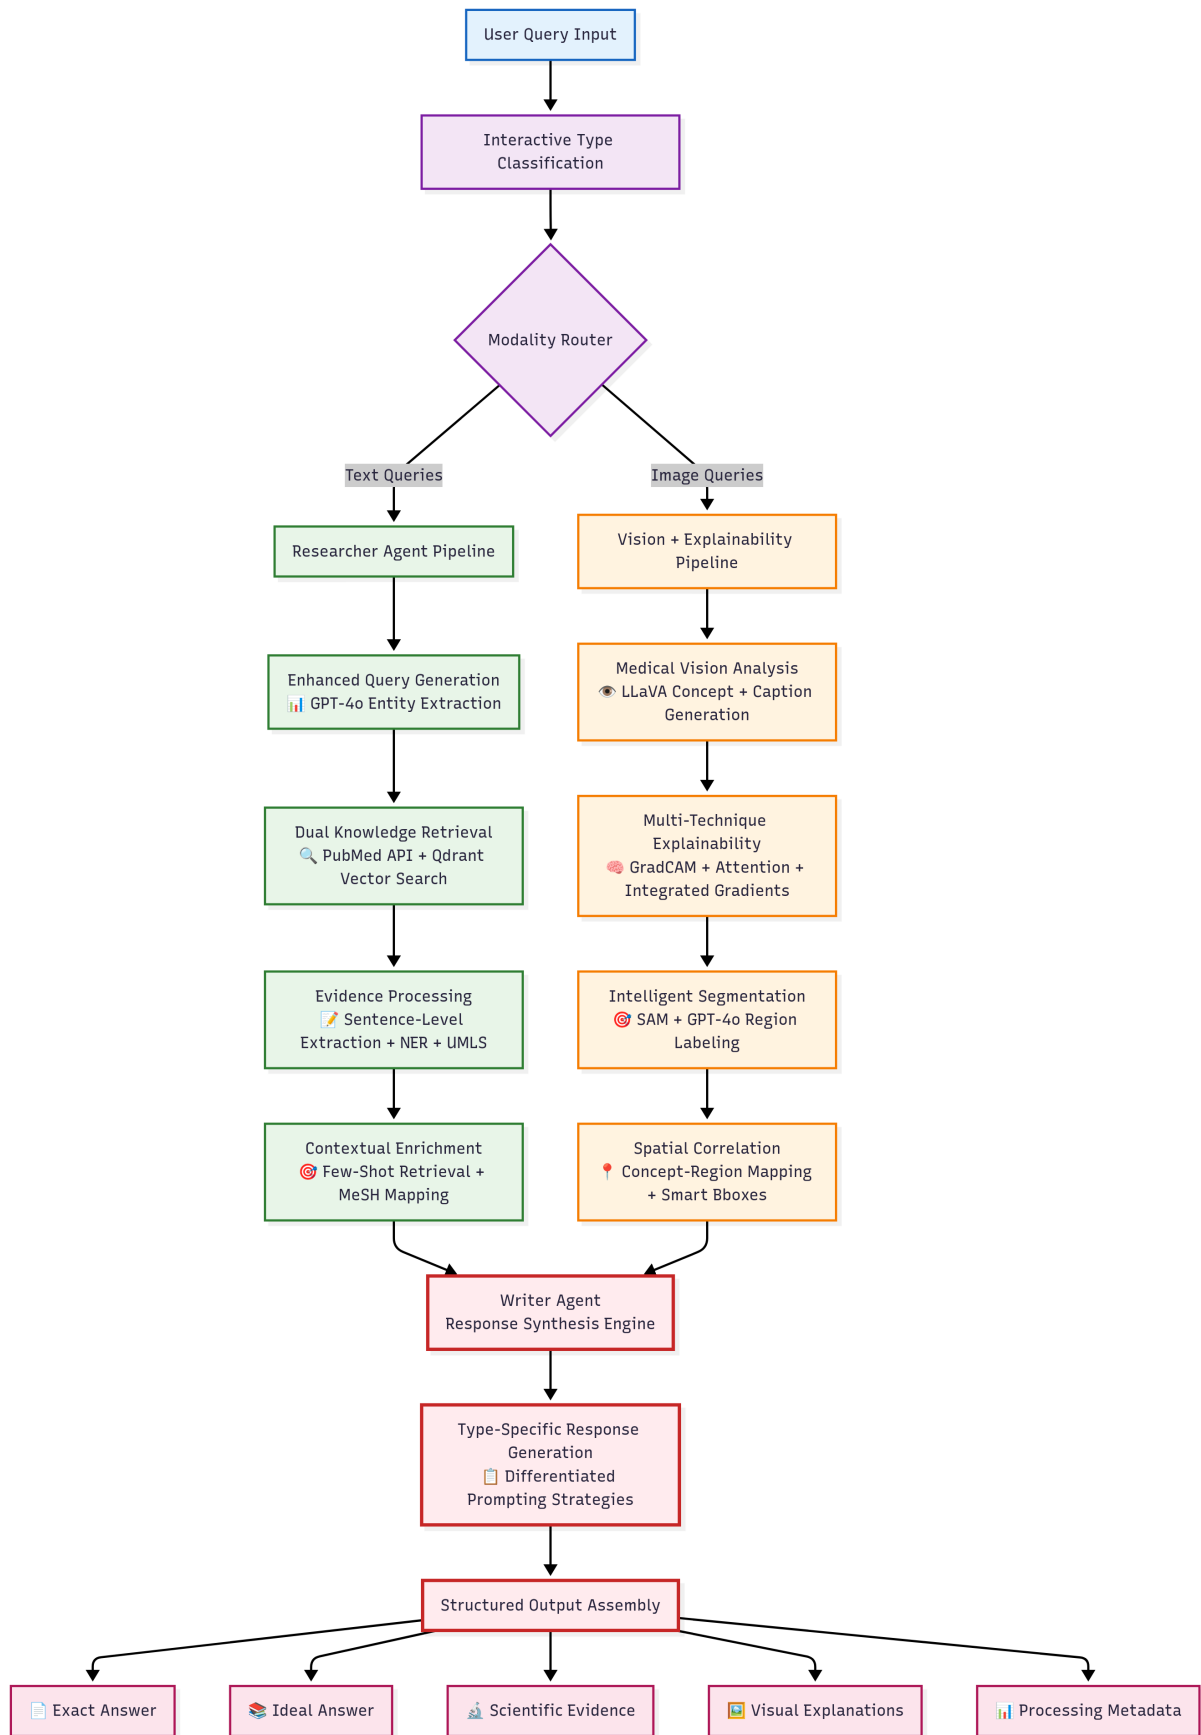 User Query Input
Interactive Type
Classification
Modality Router
Text Queries
Image Queries
Researcher Agent Pipeline
Vision + Explainability
Pipeline
Enhanced Query Generation
📊 GPT-4o Entity Extraction
Medical Vision Analysis
👁️ LLaVA Concept + Caption
Generation
Dual Knowledge Retrieval
🔍 PubMed API + Qdrant
Vector Search
Multi-Technique
Explainability
🧠 GradCAM + Attention +
Integrated Gradients
Evidence Processing
📝 Sentence-Level
Extraction + NER + UMLS
Intelligent Segmentation
🎯 SAM + GPT-4o Region
Labeling
Contextual Enrichment
🎯 Few-Shot Retrieval +
MeSH Mapping
Spatial Correlation
📍 Concept-Region Mapping
+ Smart Bboxes
Writer Agent
Response Synthesis Engine
Type-Specific Response
Generation
📋 Differentiated
Prompting Strategies
Structured Output Assembly
📄 Exact Answer
📚 Ideal Answer
🔬 Scientific Evidence
🖼️ Visual Explanations
📊 Processing Metadata